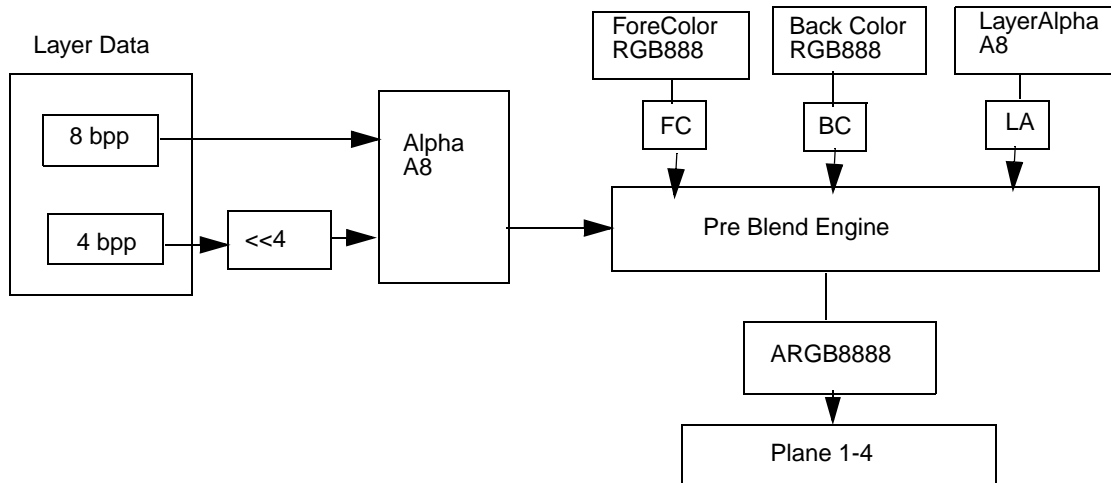 Layer Data
8 bpp
4 bpp
<<4
Alpha
A8
ForeColor
RGB888
Back Color
RGB888
LayerAlpha
A8
FC
BC
LA
Pre Blend Engine
ARGB8888
Plane 1-4